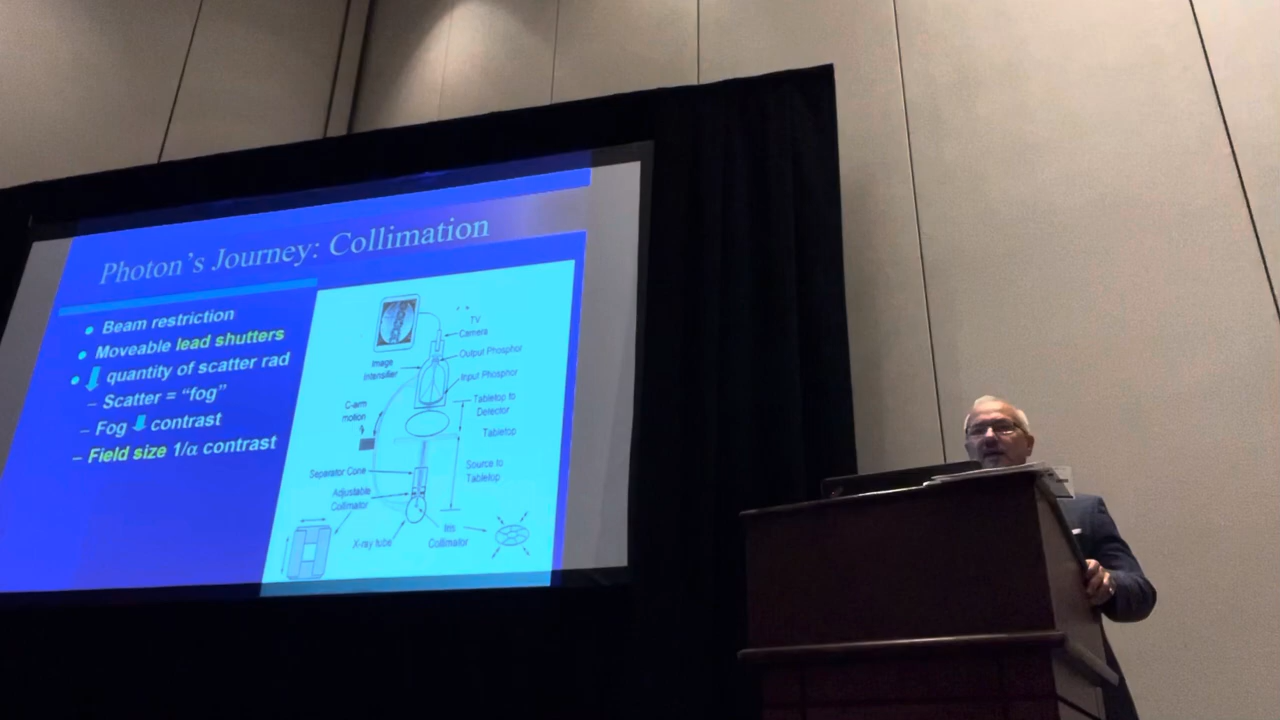 Photon's Journey: Collimation
• Beam restriction
• Moveable lead shutters
• ⬇ quantity of scatter rad
– Scatter = "fog"
– Fog ⬇ contrast
– Field size 1/α contrast
TV
Camera
Output Phosphor
Image
Intensifier
Input Phosphor
C-arm
motion
Tabletop to
Detector
Tabletop
Separator Cone
Source to
Tabletop
Adjustable
Collimator
X-ray tube
Iris
Collimator